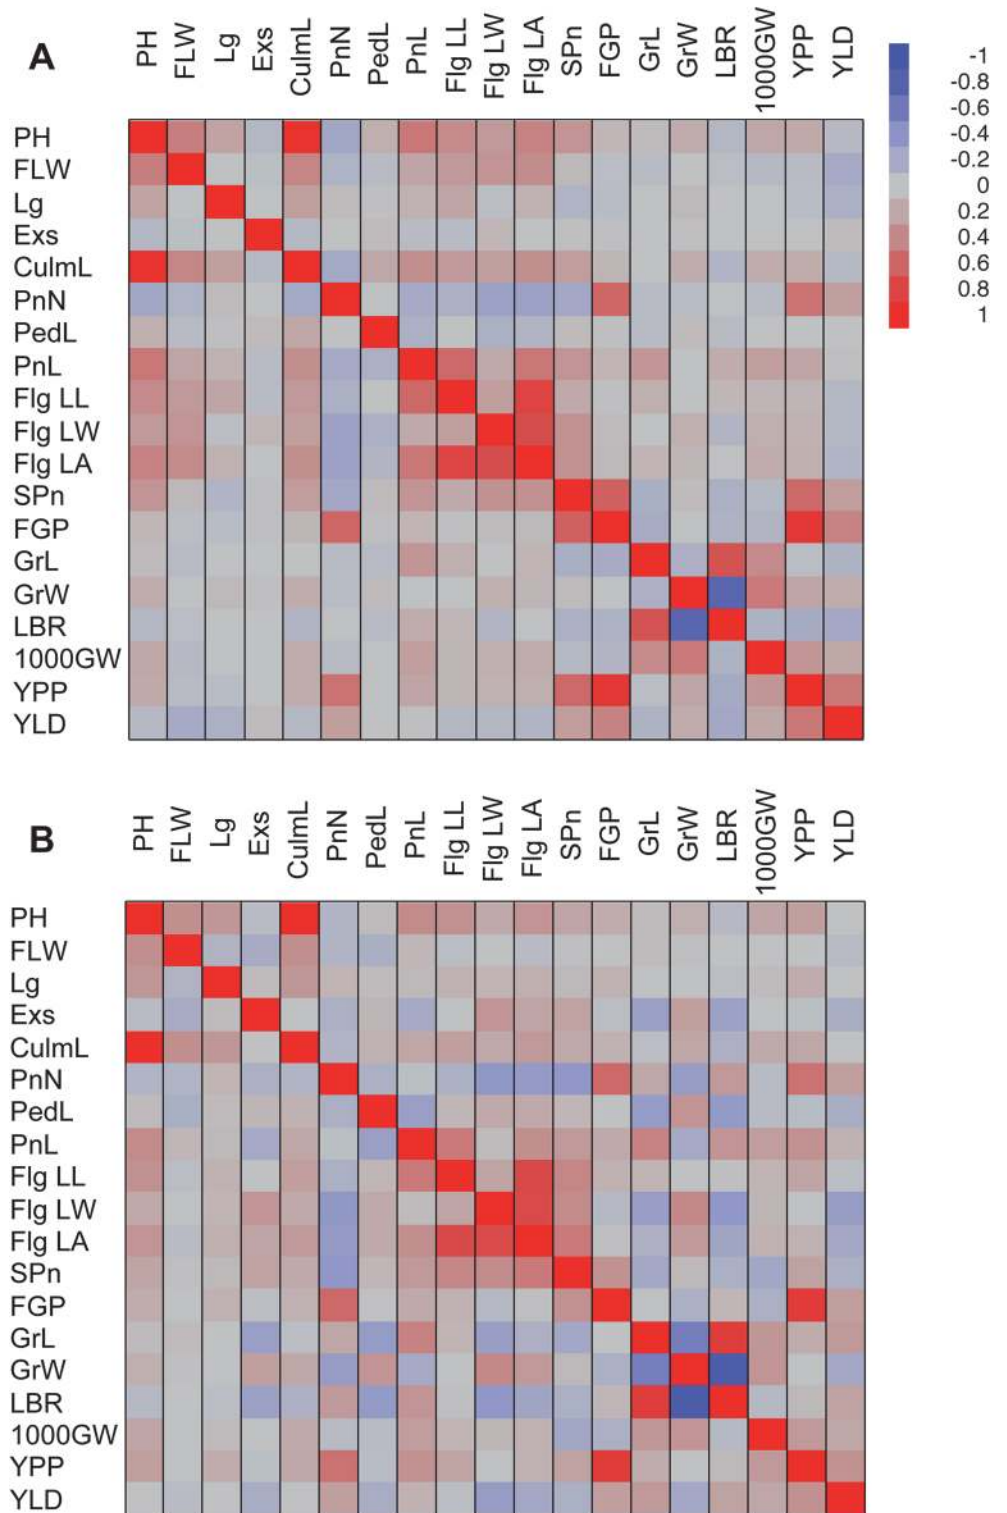 A
PH FLW Lg Exs CulmL PnN PedL PnL Flg LL Flg LW Flg LA SPn FGP GrL GrW LBR 1000GW YPP YLD
-1
-0.8
-0.6
-0.4
-0.2
0
0.2
0.4
0.6
0.8
1
PH
FLW
Lg
Exs
CulmL
PnN
PedL
PnL
Flg LL
Flg LW
Flg LA
SPn
FGP
GrL
GrW
LBR
1000GW
YPP
YLD
B
PH FLW Lg Exs CulmL PnN PedL PnL Flg LL Flg LW Flg LA SPn FGP GrL GrW LBR 1000GW YPP YLD
PH
FLW
Lg
Exs
CulmL
PnN
PedL
PnL
Flg LL
Flg LW
Flg LA
SPn
FGP
GrL
GrW
LBR
1000GW
YPP
YLD